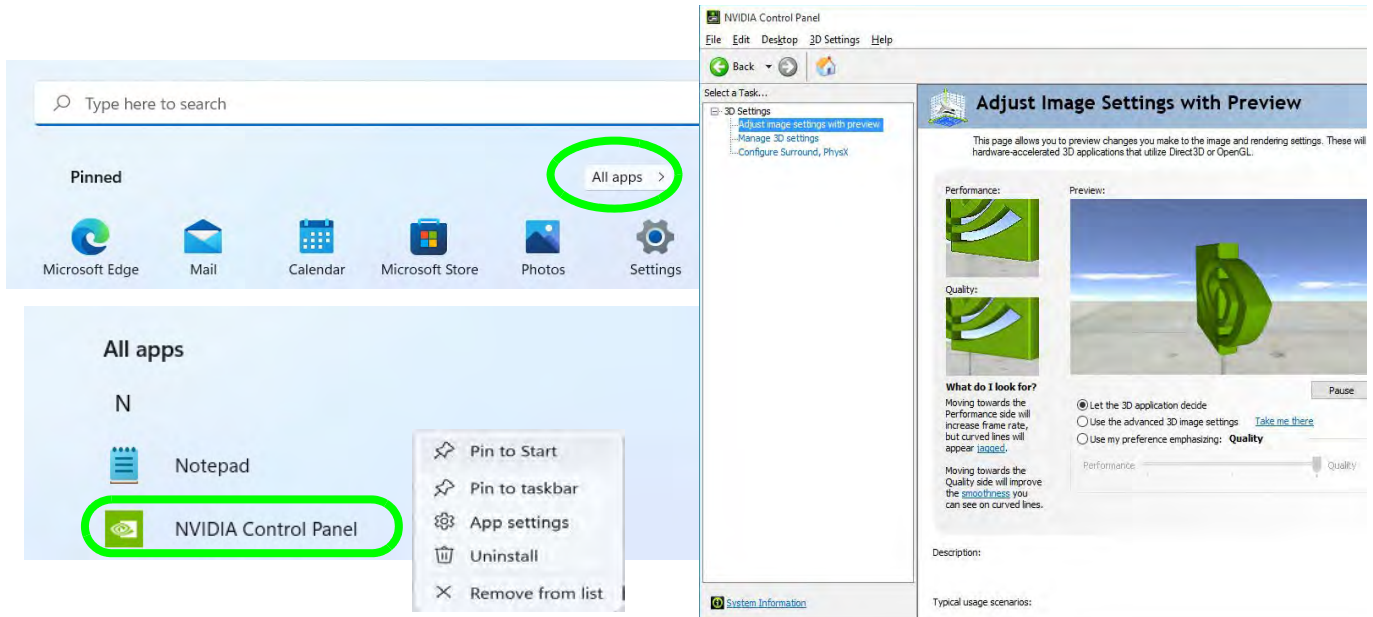 Type here to search
Pinned
All apps >
Microsoft Edge
Mail
Calendar
Microsoft Store
Photos
Settings
All apps
N
Notepad
NVIDIA Control Panel
Pin to Start
Pin to taskbar
App settings
Uninstall
Remove from list
NVIDIA Control Panel
File Edit Desktop 3D Settings Help
Back
Select a Task...
3D Settings
Adjust image settings with preview
Manage 3D settings
Configure Surround, PhysX
System Information
Adjust Image Settings with Preview
This page allows you to preview changes you make to the image and rendering settings. These will
hardware-accelerated 3D applications that utilize Direct3D or OpenGL.
Performance:
Quality:
What do I look for?
Moving towards the
Performance side will
increase frame rate,
but curved lines will
appear jagged.
Moving towards the
Quality side will improve
the smoothness you
can see on curved lines.
Preview:
Pause
Let the 3D application decide
Use the advanced 3D image settings Take me there
Use my preference emphasizing: Quality
Performance Quality
Description:
Typical usage scenarios: